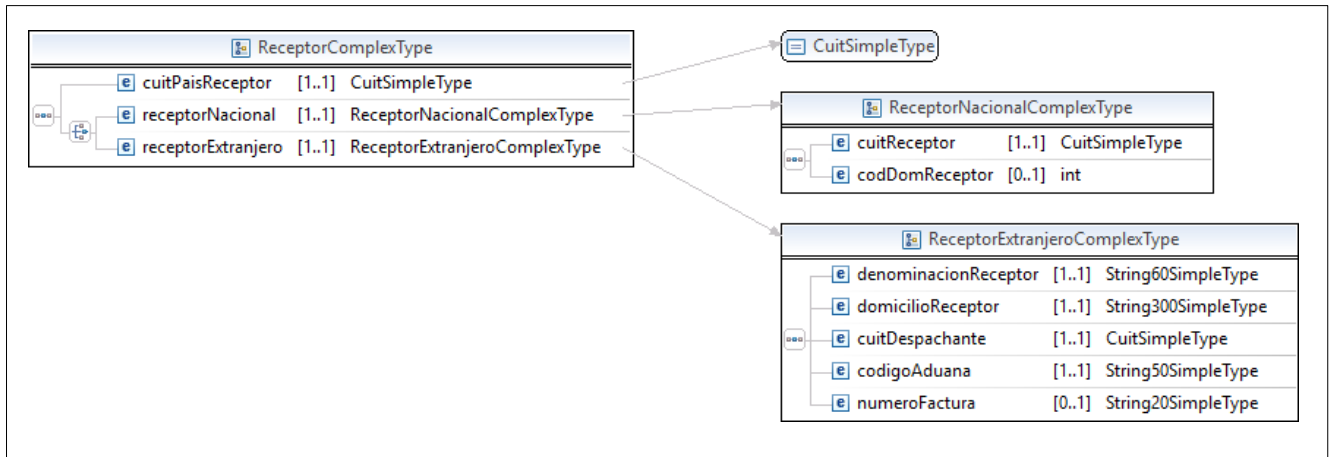 ReceptorComplexType
e cuitPaisReceptor [1..1] CuitSimpleType
e receptorNacional [1..1] ReceptorNacionalComplexType
e receptorExtranjero [1..1] ReceptorExtranjeroComplexType
CuitSimpleType
ReceptorNacionalComplexType
e cuitReceptor [1..1] CuitSimpleType
e codDomReceptor [0..1] int
ReceptorExtranjeroComplexType
e denominacionReceptor [1..1] String60SimpleType
e domicilioReceptor [1..1] String300SimpleType
e cuitDespachante [1..1] CuitSimpleType
e codigoAduana [1..1] String50SimpleType
e numeroFactura [0..1] String20SimpleType